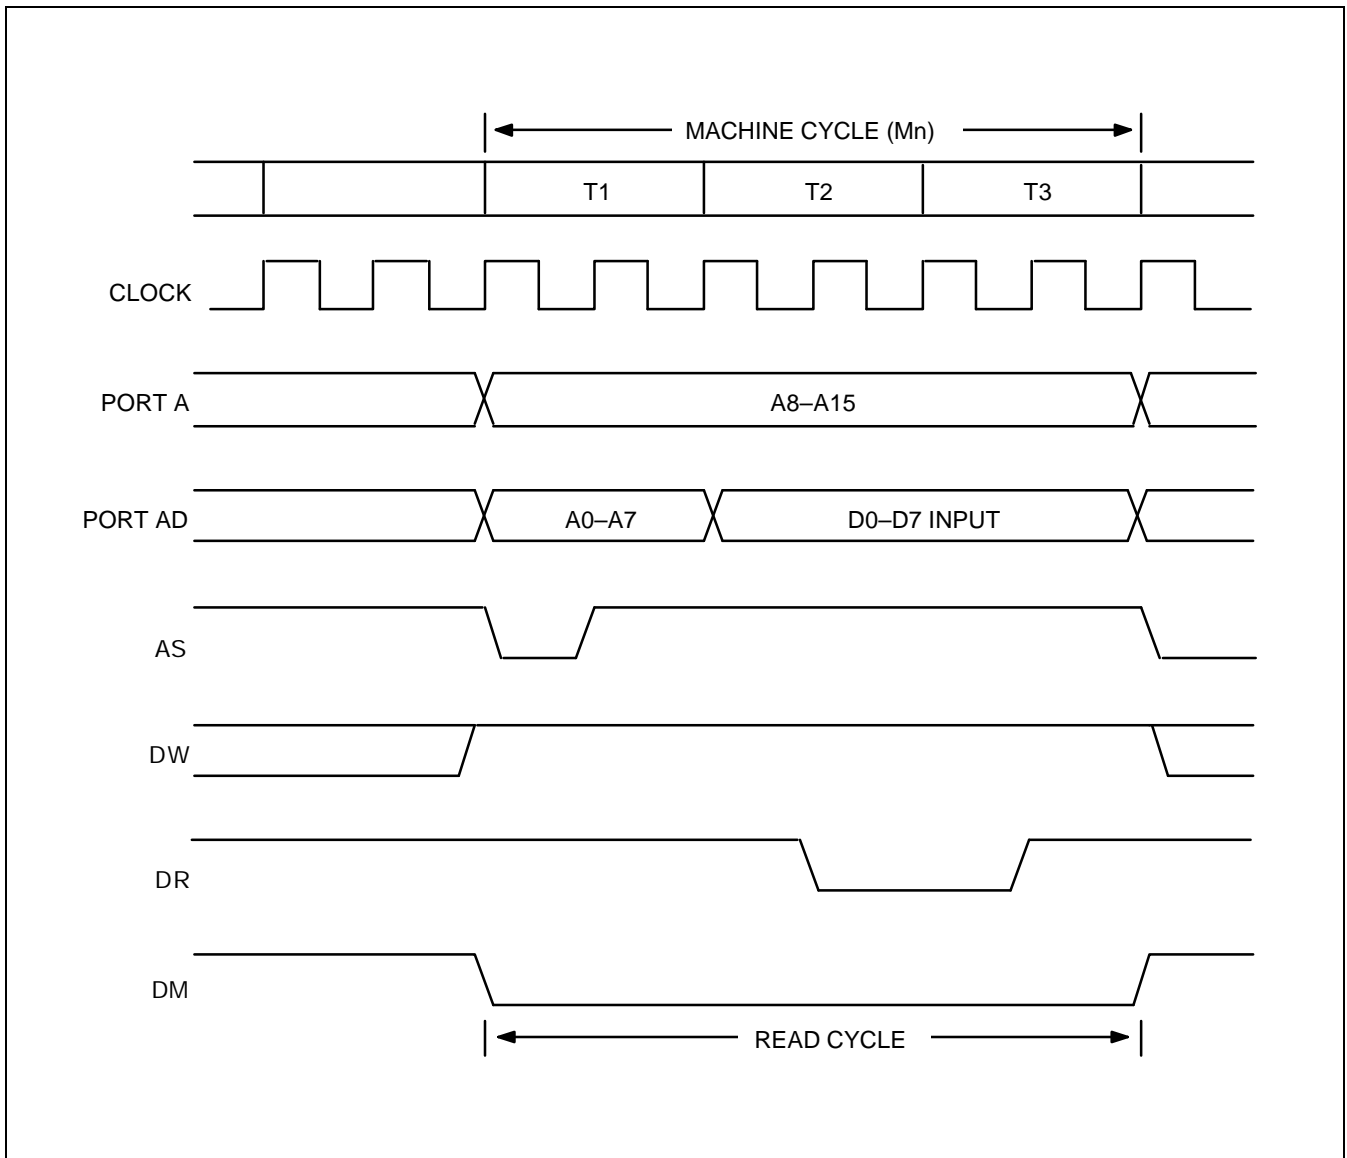 MACHINE CYCLE (Mn)
T1 T2 T3
CLOCK
PORT A A8–A15
PORT AD A0–A7 D0–D7 INPUT
AS
DW
DR
DM
READ CYCLE